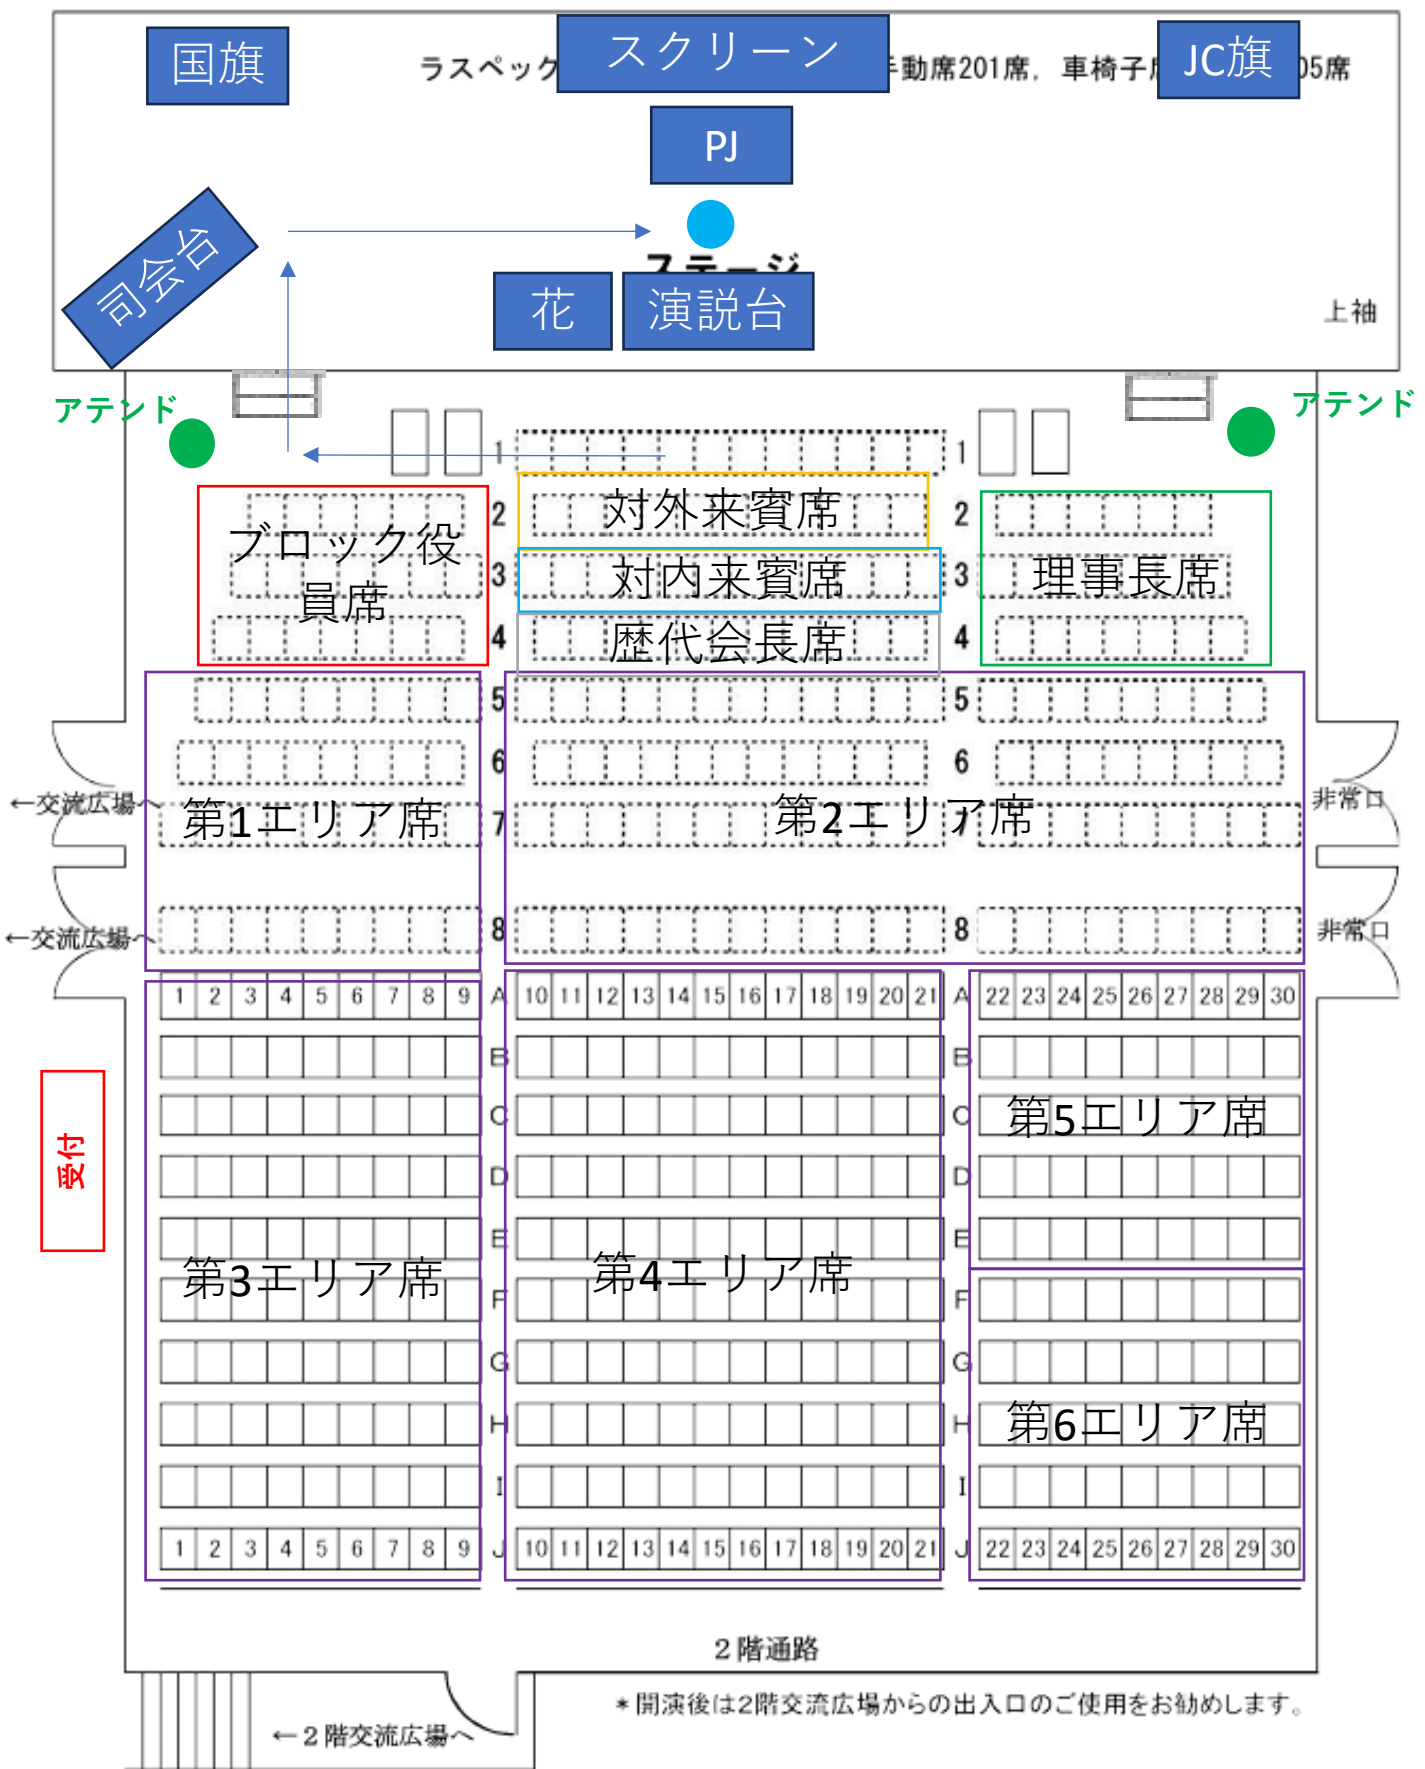 国旗
スクリーン
JC旗
ラスペック
手動席201席, 車椅子
05席
PJ
司会台
ステージ
花
演説台
上袖
アテンド
アテンド
1 1
2 対外来賓席 2
ブロック役
員席
3 対内来賓席 3
理事長席
4 歴代会長席 4
5 5
6 6
←交流広場へ
第1エリア席
7
第2エリア席
7
非常口
←交流広場へ
8 8
非常口
1 2 3 4 5 6 7 8 9 A 10 11 12 13 14 15 16 17 18 19 20 21 A 22 23 24 25 26 27 28 29 30
B B
C C
第5エリア席
受付
D D
E E
第3エリア席
第4エリア席
F F
G G
H H
第6エリア席
I I
1 2 3 4 5 6 7 8 9 J 10 11 12 13 14 15 16 17 18 19 20 21 J 22 23 24 25 26 27 28 29 30
2階通路
*開演後は2階交流広場からの出入口のご使用をお勧めします。
←2階交流広場へ